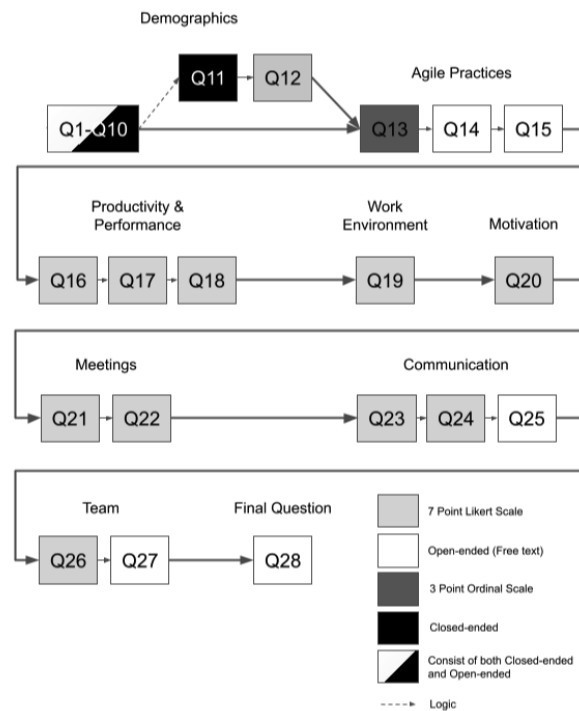 Demographics
Q11
Q12
Agile Practices
Q1-Q10
Q13
Q14
Q15
Productivity &
Performance
Work
Environment
Motivation
Q16
Q17
Q18
Q19
Q20
Meetings
Communication
Q21
Q22
Q23
Q24
Q25
Team
Final Question
Q26
Q27
Q28
7 Point Likert Scale
Open-ended (Free text)
3 Point Ordinal Scale
Closed-ended
Consist of both Closed-ended
and Open-ended
Logic